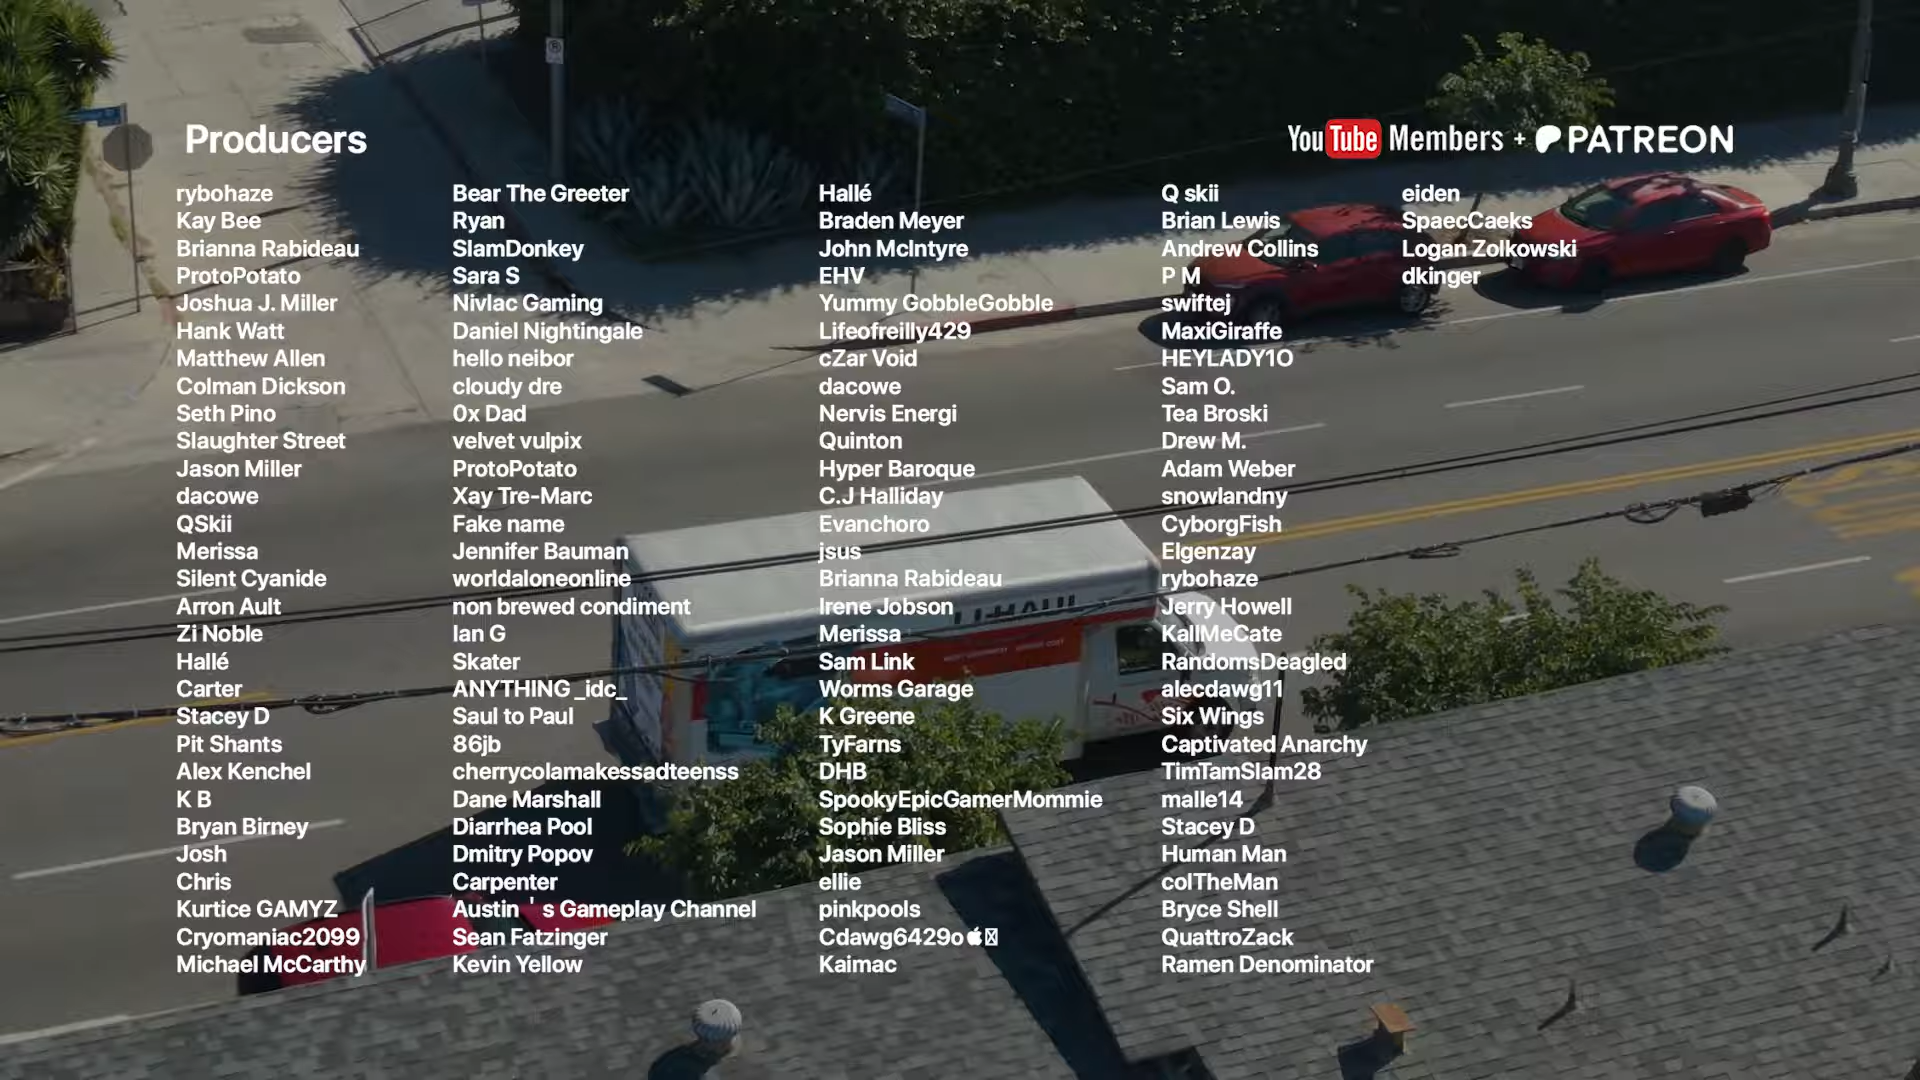 Producers
YouTube Members + PATREON
rybohaze
Kay Bee
Brianna Rabideau
ProtoPotato
Joshua J. Miller
Hank Watt
Matthew Allen
Colman Dickson
Seth Pino
Slaughter Street
Jason Miller
dacowe
QSkii
Merissa
Silent Cyanide
Arron Ault
Zi Noble
Hallé
Carter
Stacey D
Pit Shants
Alex Kenchel
K B
Bryan Birney
Josh
Chris
Kurtice GAMYZ
Cryomaniac2099
Michael McCarthy
Bear The Greeter
Ryan
SlamDonkey
Sara S
Nivlac Gaming
Daniel Nightingale
hello neibor
cloudy dre
0x Dad
velvet vulpix
ProtoPotato
Xay Tre-Marc
Fake name
Jennifer Bauman
worldaloneonline
non brewed condiment
Ian G
Skater
ANYTHING _idc_
Saul to Paul
86jb
cherrycolamakessadteenss
Dane Marshall
Diarrhea Pool
Dmitry Popov
Carpenter
Austin＇s Gameplay Channel
Sean Fatzinger
Kevin Yellow
Hallé
Braden Meyer
John McIntyre
EHV
Yummy GobbleGobble
Lifeofreilly429
cZar Void
dacowe
Nervis Energi
Quinton
Hyper Baroque
C.J Halliday
Evanchoro
jsus
Brianna Rabideau
Irene Jobson
Merissa
Sam Link
Worms Garage
K Greene
TyFarns
DHB
SpookyEpicGamerMommie
Sophie Bliss
Jason Miller
ellie
pinkpools
Cdawg6429o
Kaimac
Q skii
Brian Lewis
Andrew Collins
P M
swiftej
MaxiGiraffe
HEYLADY1O
Sam O.
Tea Broski
Drew M.
Adam Weber
snowlandny
CyborgFish
Elgenzay
rybohaze
Jerry Howell
KallMeCate
RandomsDeagled
alecdawg11
Six Wings
Captivated Anarchy
TimTamSlam28
malle14
Stacey D
Human Man
colTheMan
Bryce Shell
QuattroZack
Ramen Denominator
eiden
SpaecCaeks
Logan Zolkowski
dkinger
U-HAUL